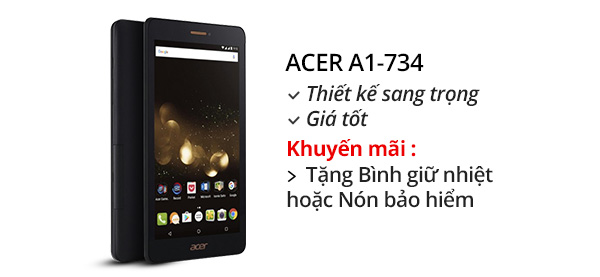 ACER A1-734
Thiết kế sang trọng
Giá tốt
Khuyến mãi :
> Tặng Bình giữ nhiệt
hoặc Nón bảo hiểm
acer